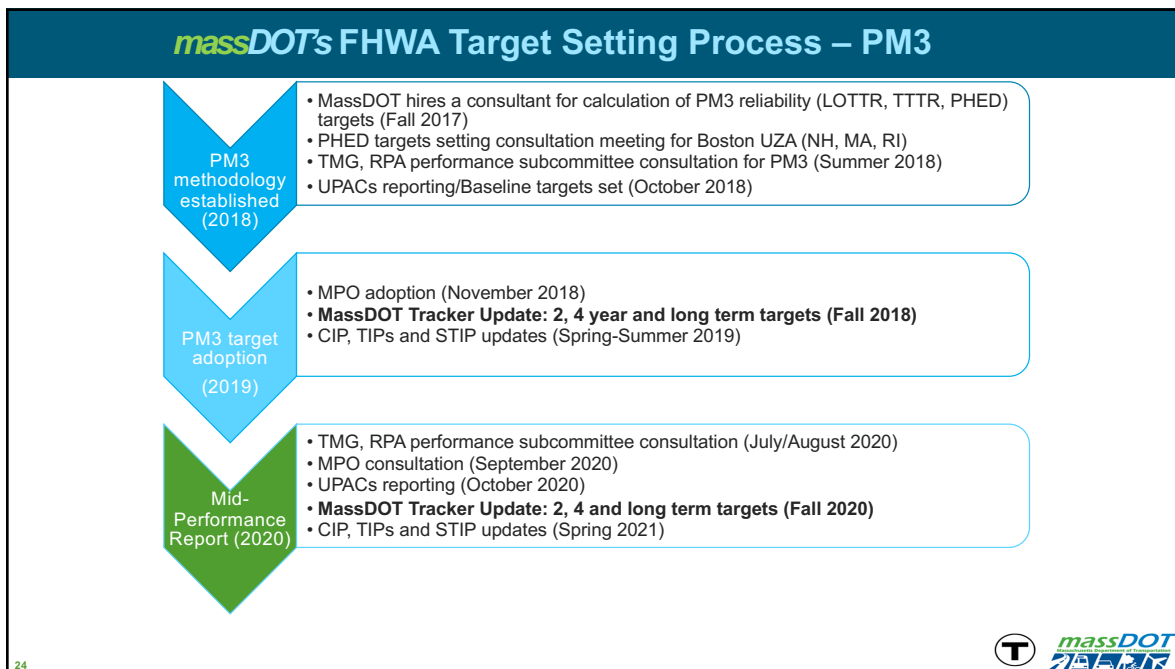 massDOT's FHWA Target Setting Process – PM3
PM3
methodology
established
(2018)
• MassDOT hires a consultant for calculation of PM3 reliability (LOTTR, TTTR, PHED)
targets (Fall 2017)
• PHED targets setting consultation meeting for Boston UZA (NH, MA, RI)
• TMG, RPA performance subcommittee consultation for PM3 (Summer 2018)
• UPACs reporting/Baseline targets set (October 2018)
PM3 target
adoption
(2019)
• MPO adoption (November 2018)
• MassDOT Tracker Update: 2, 4 year and long term targets (Fall 2018)
• CIP, TIPs and STIP updates (Spring-Summer 2019)
Mid-
Performance
Report (2020)
• TMG, RPA performance subcommittee consultation (July/August 2020)
• MPO consultation (September 2020)
• UPACs reporting (October 2020)
• MassDOT Tracker Update: 2, 4 and long term targets (Fall 2020)
• CIP, TIPs and STIP updates (Spring 2021)
24
T
massDOT
Massachusetts Department of Transportation